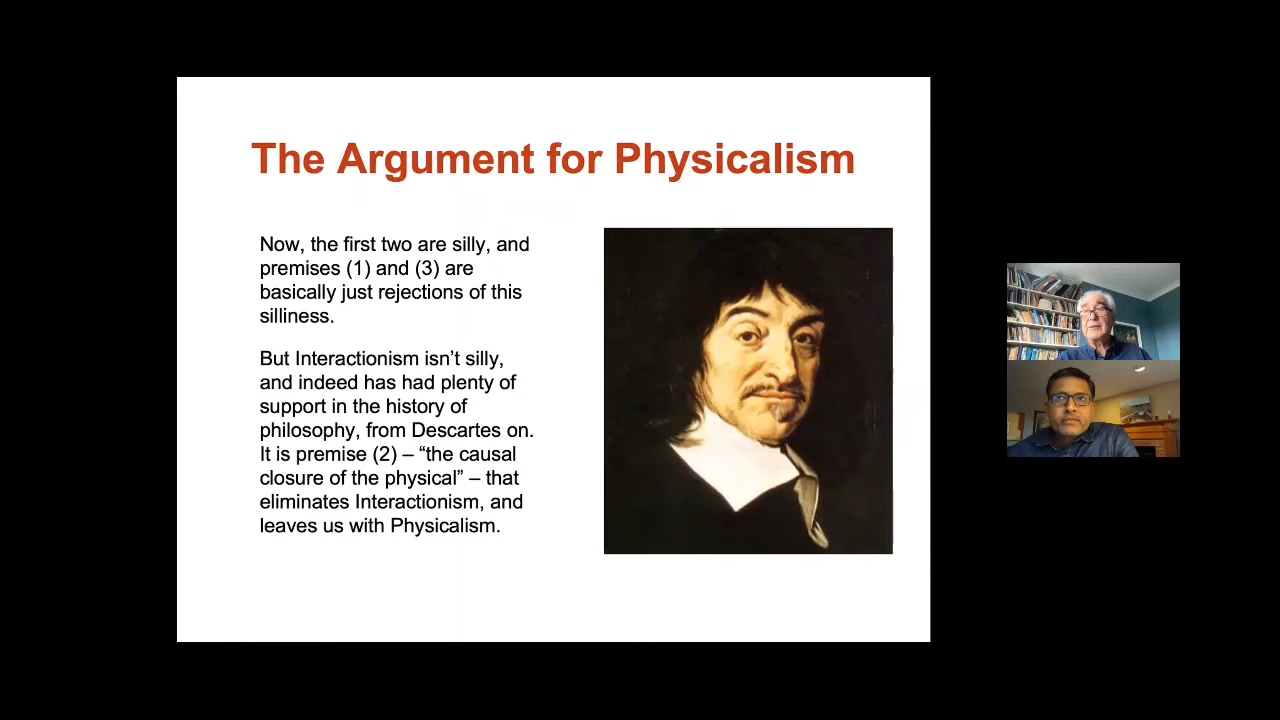 The Argument for Physicalism
Now, the first two are silly, and
premises (1) and (3) are
basically just rejections of this
silliness.
But Interactionism isn’t silly,
and indeed has had plenty of
support in the history of
philosophy, from Descartes on.
It is premise (2) – “the causal
closure of the physical” – that
eliminates Interactionism, and
leaves us with Physicalism.